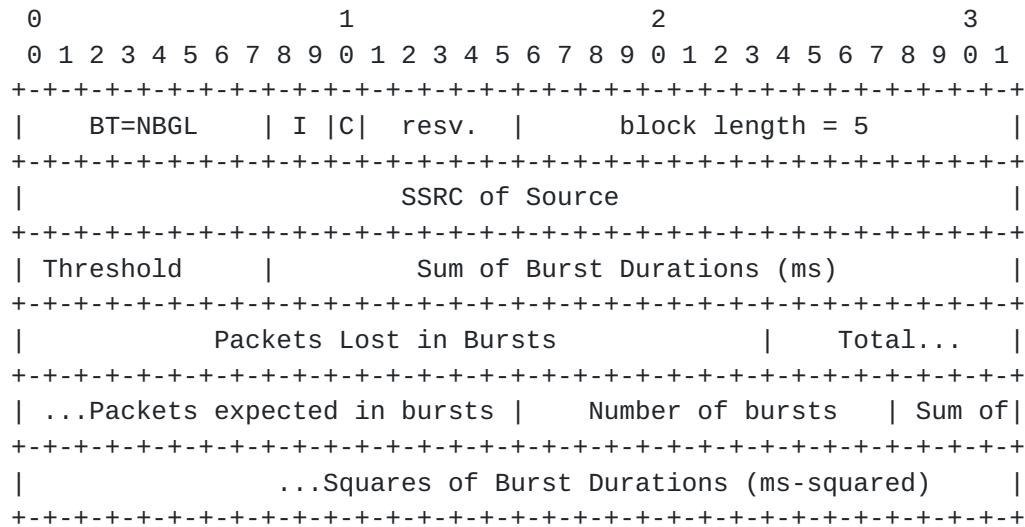 0                   1                   2                   3
 0 1 2 3 4 5 6 7 8 9 0 1 2 3 4 5 6 7 8 9 0 1 2 3 4 5 6 7 8 9 0 1
+-+-+-+-+-+-+-+-+-+-+-+-+-+-+-+-+-+-+-+-+-+-+-+-+-+-+-+-+-+-+-+-+
|    BT=NBGL    | I |C|  resv.  |      block length = 5         |
+-+-+-+-+-+-+-+-+-+-+-+-+-+-+-+-+-+-+-+-+-+-+-+-+-+-+-+-+-+-+-+-+
|                        SSRC of Source                         |
+-+-+-+-+-+-+-+-+-+-+-+-+-+-+-+-+-+-+-+-+-+-+-+-+-+-+-+-+-+-+-+-+
| Threshold     |         Sum of Burst Durations (ms)           |
+-+-+-+-+-+-+-+-+-+-+-+-+-+-+-+-+-+-+-+-+-+-+-+-+-+-+-+-+-+-+-+-+
|            Packets Lost in Bursts             |    Total...   |
+-+-+-+-+-+-+-+-+-+-+-+-+-+-+-+-+-+-+-+-+-+-+-+-+-+-+-+-+-+-+-+-+
| ...Packets expected in bursts |    Number of bursts   | Sum of|
+-+-+-+-+-+-+-+-+-+-+-+-+-+-+-+-+-+-+-+-+-+-+-+-+-+-+-+-+-+-+-+-+
|                ...Squares of Burst Durations (ms-squared)     |
+-+-+-+-+-+-+-+-+-+-+-+-+-+-+-+-+-+-+-+-+-+-+-+-+-+-+-+-+-+-+-+-+